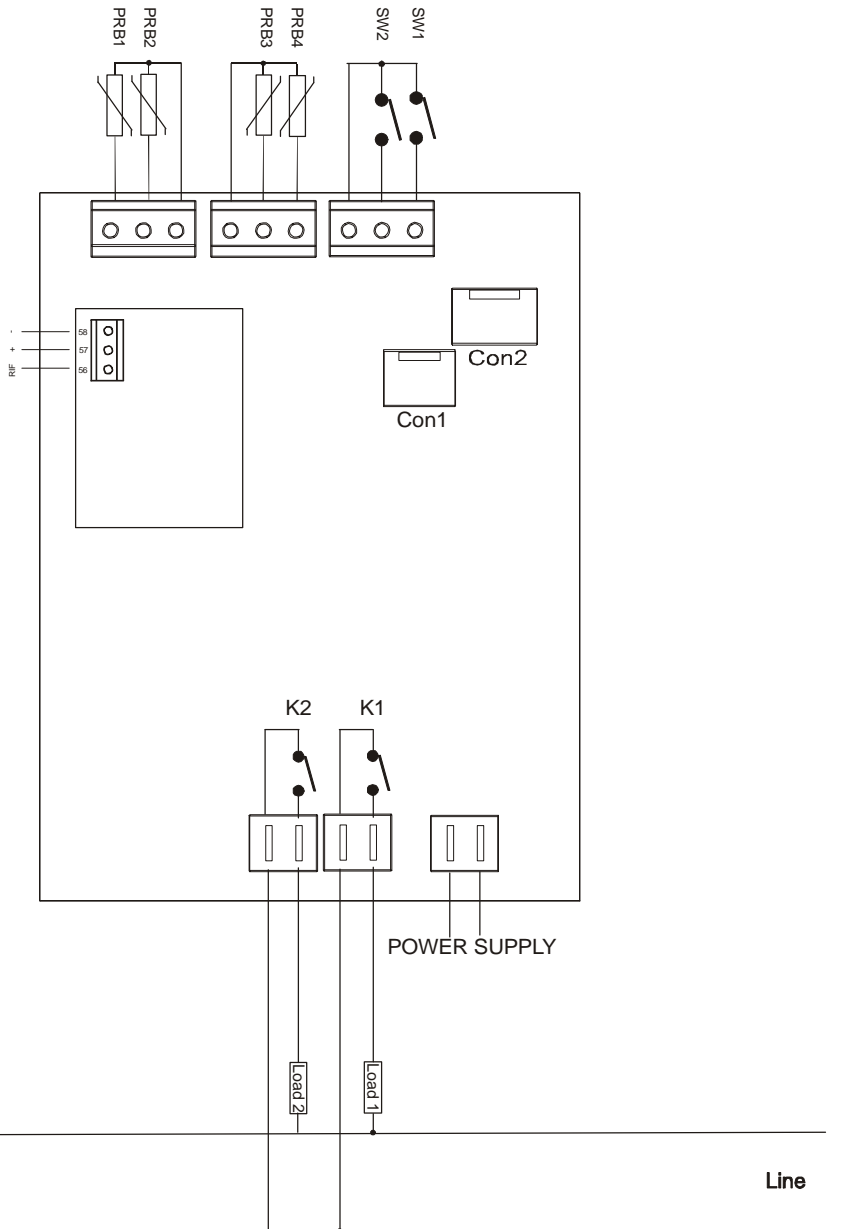 PRB1
PRB2
PRB3
PRB4
SW2
SW1
- 58
+ 57
RIF 56
Con2
Con1
K2
K1
POWER SUPPLY
Load 2
Load 1
Line